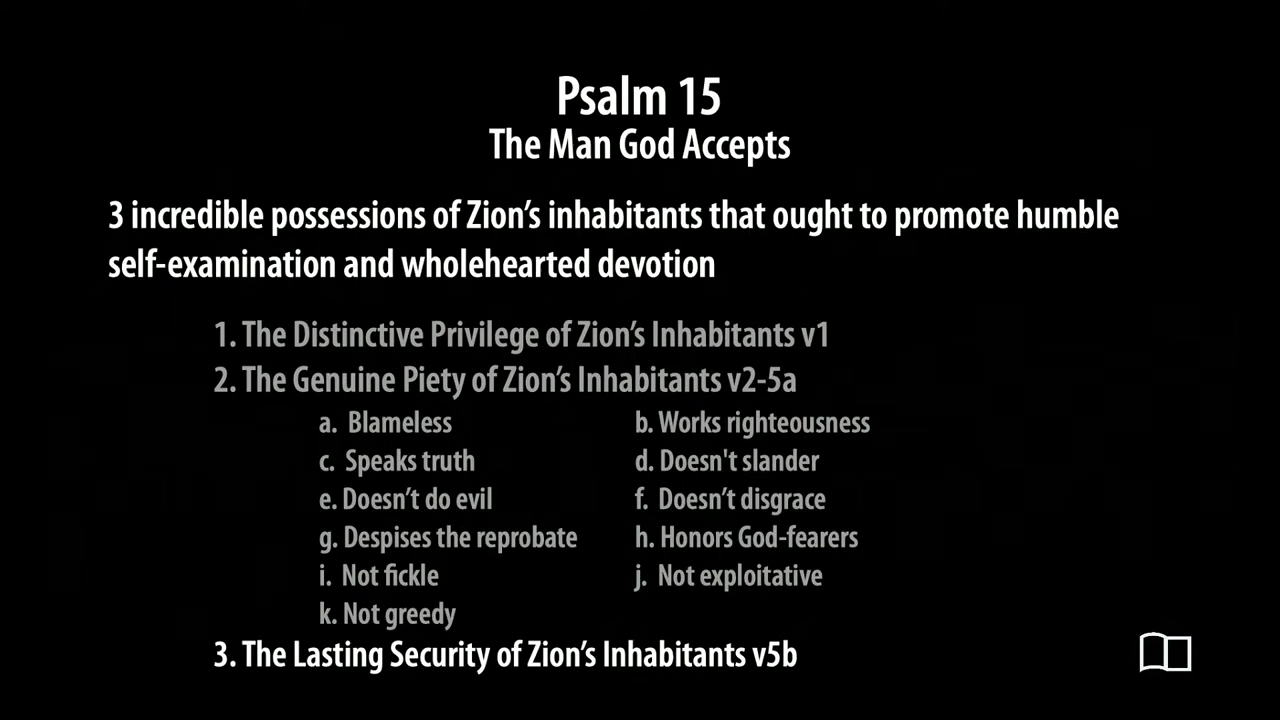 Psalm 15
The Man God Accepts
3 incredible possessions of Zion’s inhabitants that ought to promote humble
self-examination and wholehearted devotion
1. The Distinctive Privilege of Zion’s Inhabitants v1
2. The Genuine Piety of Zion’s Inhabitants v2-5a
a. Blameless
b. Works righteousness
c. Speaks truth
d. Doesn't slander
e. Doesn’t do evil
f. Doesn’t disgrace
g. Despises the reprobate
h. Honors God-fearers
i. Not fickle
j. Not exploitative
k. Not greedy
3. The Lasting Security of Zion’s Inhabitants v5b